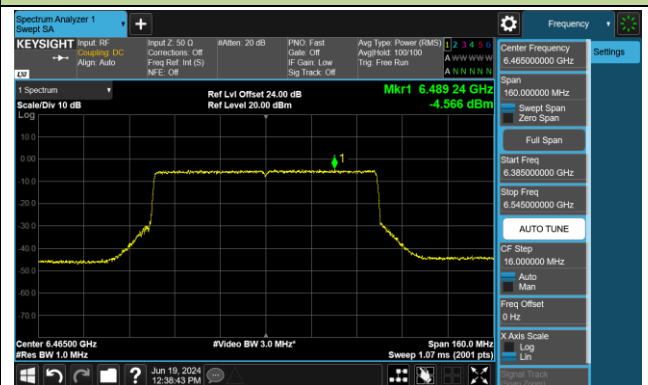 Spectrum Analyzer 1
Swept SA
+
Frequency
KEYSIGHT
Input: RF
Coupling: DC
Align: Auto
LXI
Input Z: 50 Ω
Corrections: Off
Freq Ref: Int (S)
NFE: Off
#Atten: 20 dB
PNO: Fast
Gate: Off
IF Gain: Low
Sig Track: Off
Avg Type: Power (RMS)
Avg|Hold: 100/100
Trig: Free Run
1 2 3 4 5 6
A W W W W W
A N N N N N
Center Frequency
6.465000000 GHz
Settings
Span
160.000000 MHz
Swept Span
Zero Span
Full Span
Start Freq
6.385000000 GHz
Stop Freq
6.545000000 GHz
AUTO TUNE
CF Step
16.000000 MHz
Auto
Man
Freq Offset
0 Hz
X Axis Scale
Log
Lin
Signal Track
1 Spectrum
Scale/Div 10 dB
Log
Ref Lvl Offset 24.00 dB
Ref Level 20.00 dBm
Mkr1 6.489 24 GHz
-4.566 dBm
1
10.0
0.00
-10.0
-20.0
-30.0
-40.0
-50.0
-60.0
-70.0
Center 6.46500 GHz
#Res BW 1.0 MHz
#Video BW 3.0 MHz*
Span 160.0 MHz
Sweep 1.07 ms (2001 pts)
?
Jun 19, 2024
12:38:43 PM